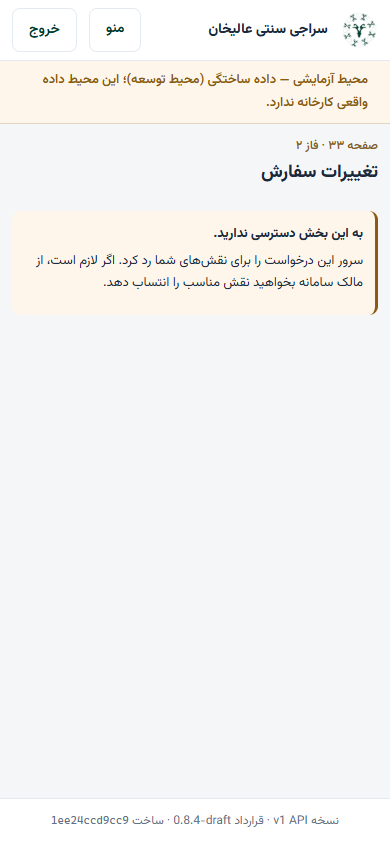 سراجی سنتی عالیخان
منو
خروج
محیط آزمایشی — داده ساختگی (محیط توسعه)؛ این محیط داده
واقعی کارخانه ندارد.
صفحه ۳۳ · فاز ۲
تغییرات سفارش
به این بخش دسترسی ندارید.
سرور این درخواست را برای نقش‌های شما رد کرد. اگر لازم است، از
مالک سامانه بخواهید نقش مناسب را انتساب دهد.
نسخه API v1 · قرارداد 0.8.4-draft · ساخت 1ee24ccd9cc9